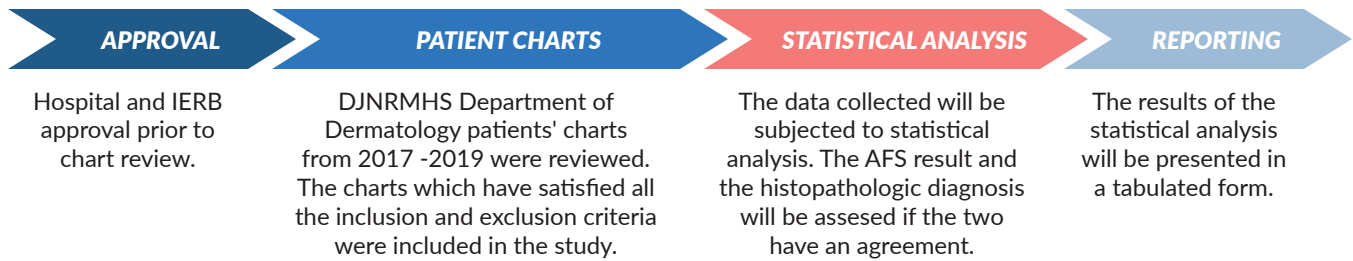 APPROVAL
Hospital and IERB
approval prior to
chart review.
PATIENT CHARTS
DJNRMHS Department of
Dermatology patients' charts
from 2017 -2019 were reviewed.
The charts which have satisfied all
the inclusion and exclusion criteria
were included in the study.
STATISTICAL ANALYSIS
The data collected will be
subjected to statistical
analysis. The AFS result and
the histopathologic diagnosis
will be assesed if the two
have an agreement.
REPORTING
The results of the
statistical analysis
will be presented in
a tabulated form.